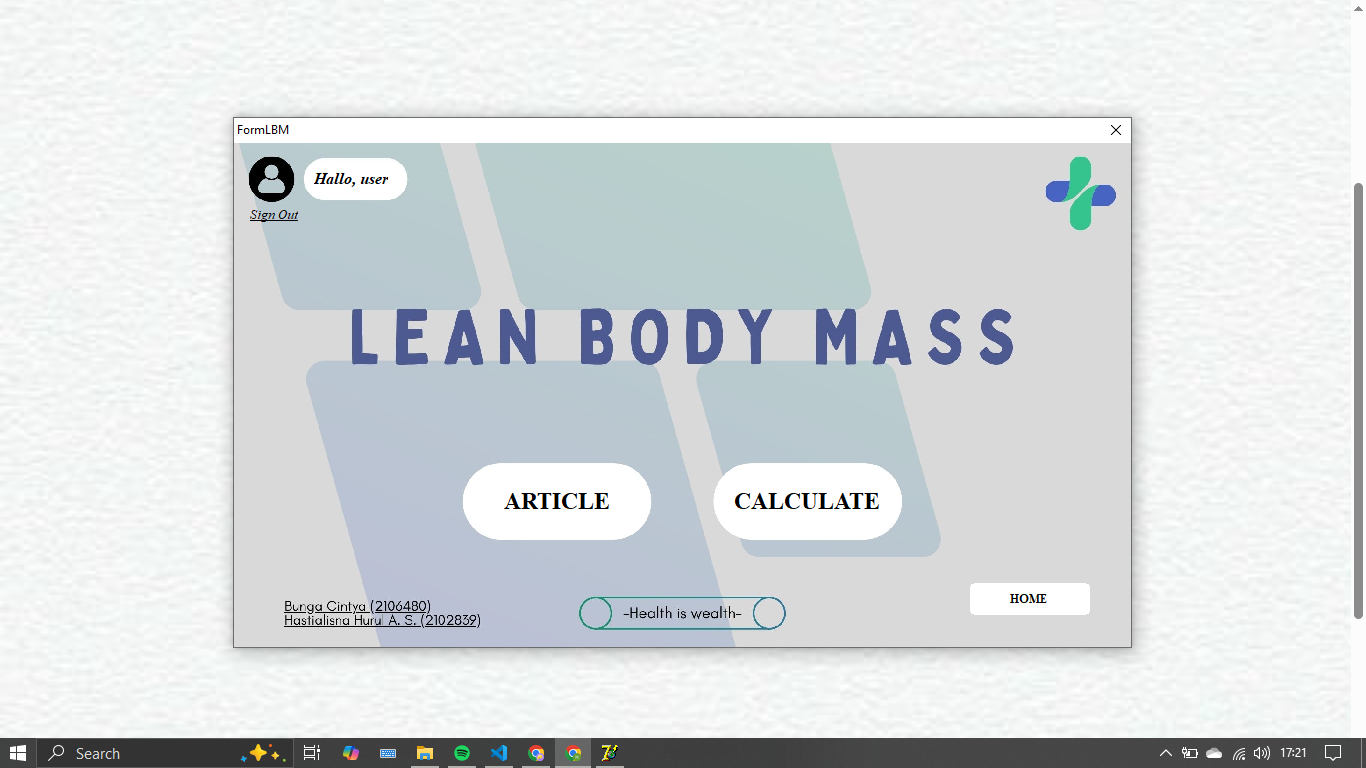 FormLBM
Hallo, user
Sign Out
LEAN BODY MASS
ARTICLE
CALCULATE
HOME
Bunga Cintya (2106480)
Hastialisna Hurul A. S. (2102839)
-Health is wealth-
Search
17:21